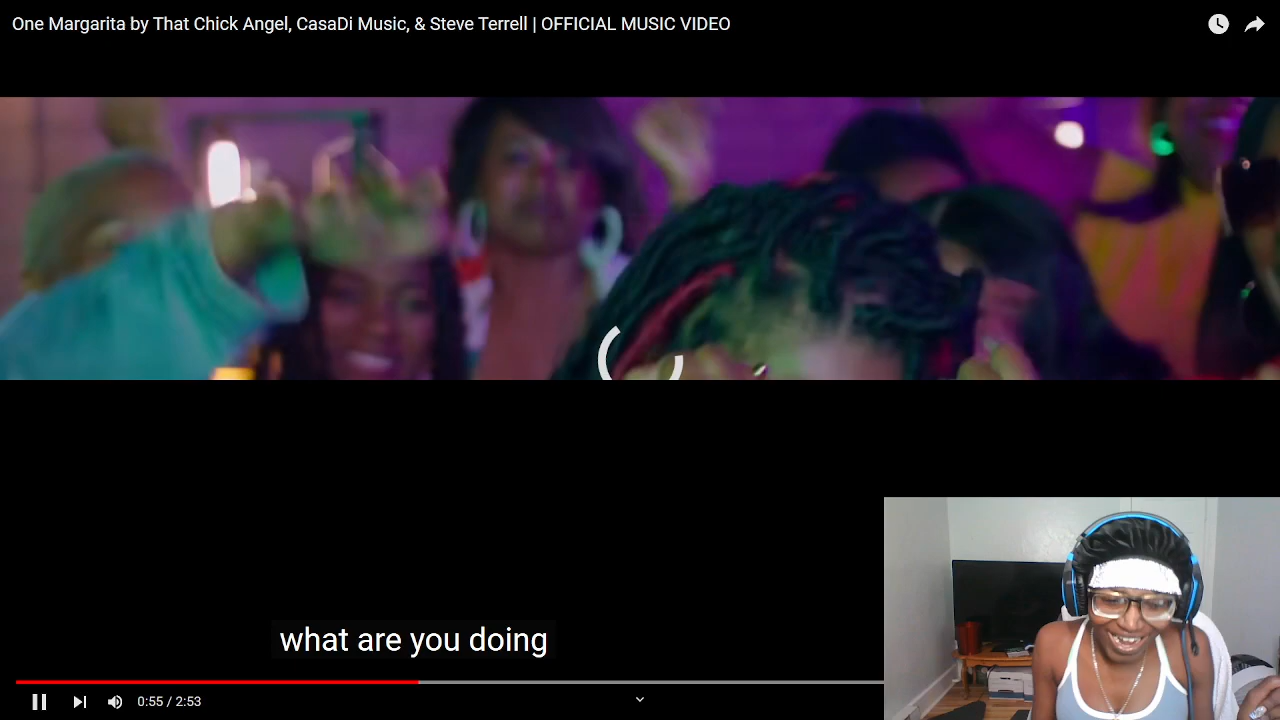 One Margarita by That Chick Angel, CasaDi Music, & Steve Terrell | OFFICIAL MUSIC VIDEO
what are you doing
0:55 / 2:53